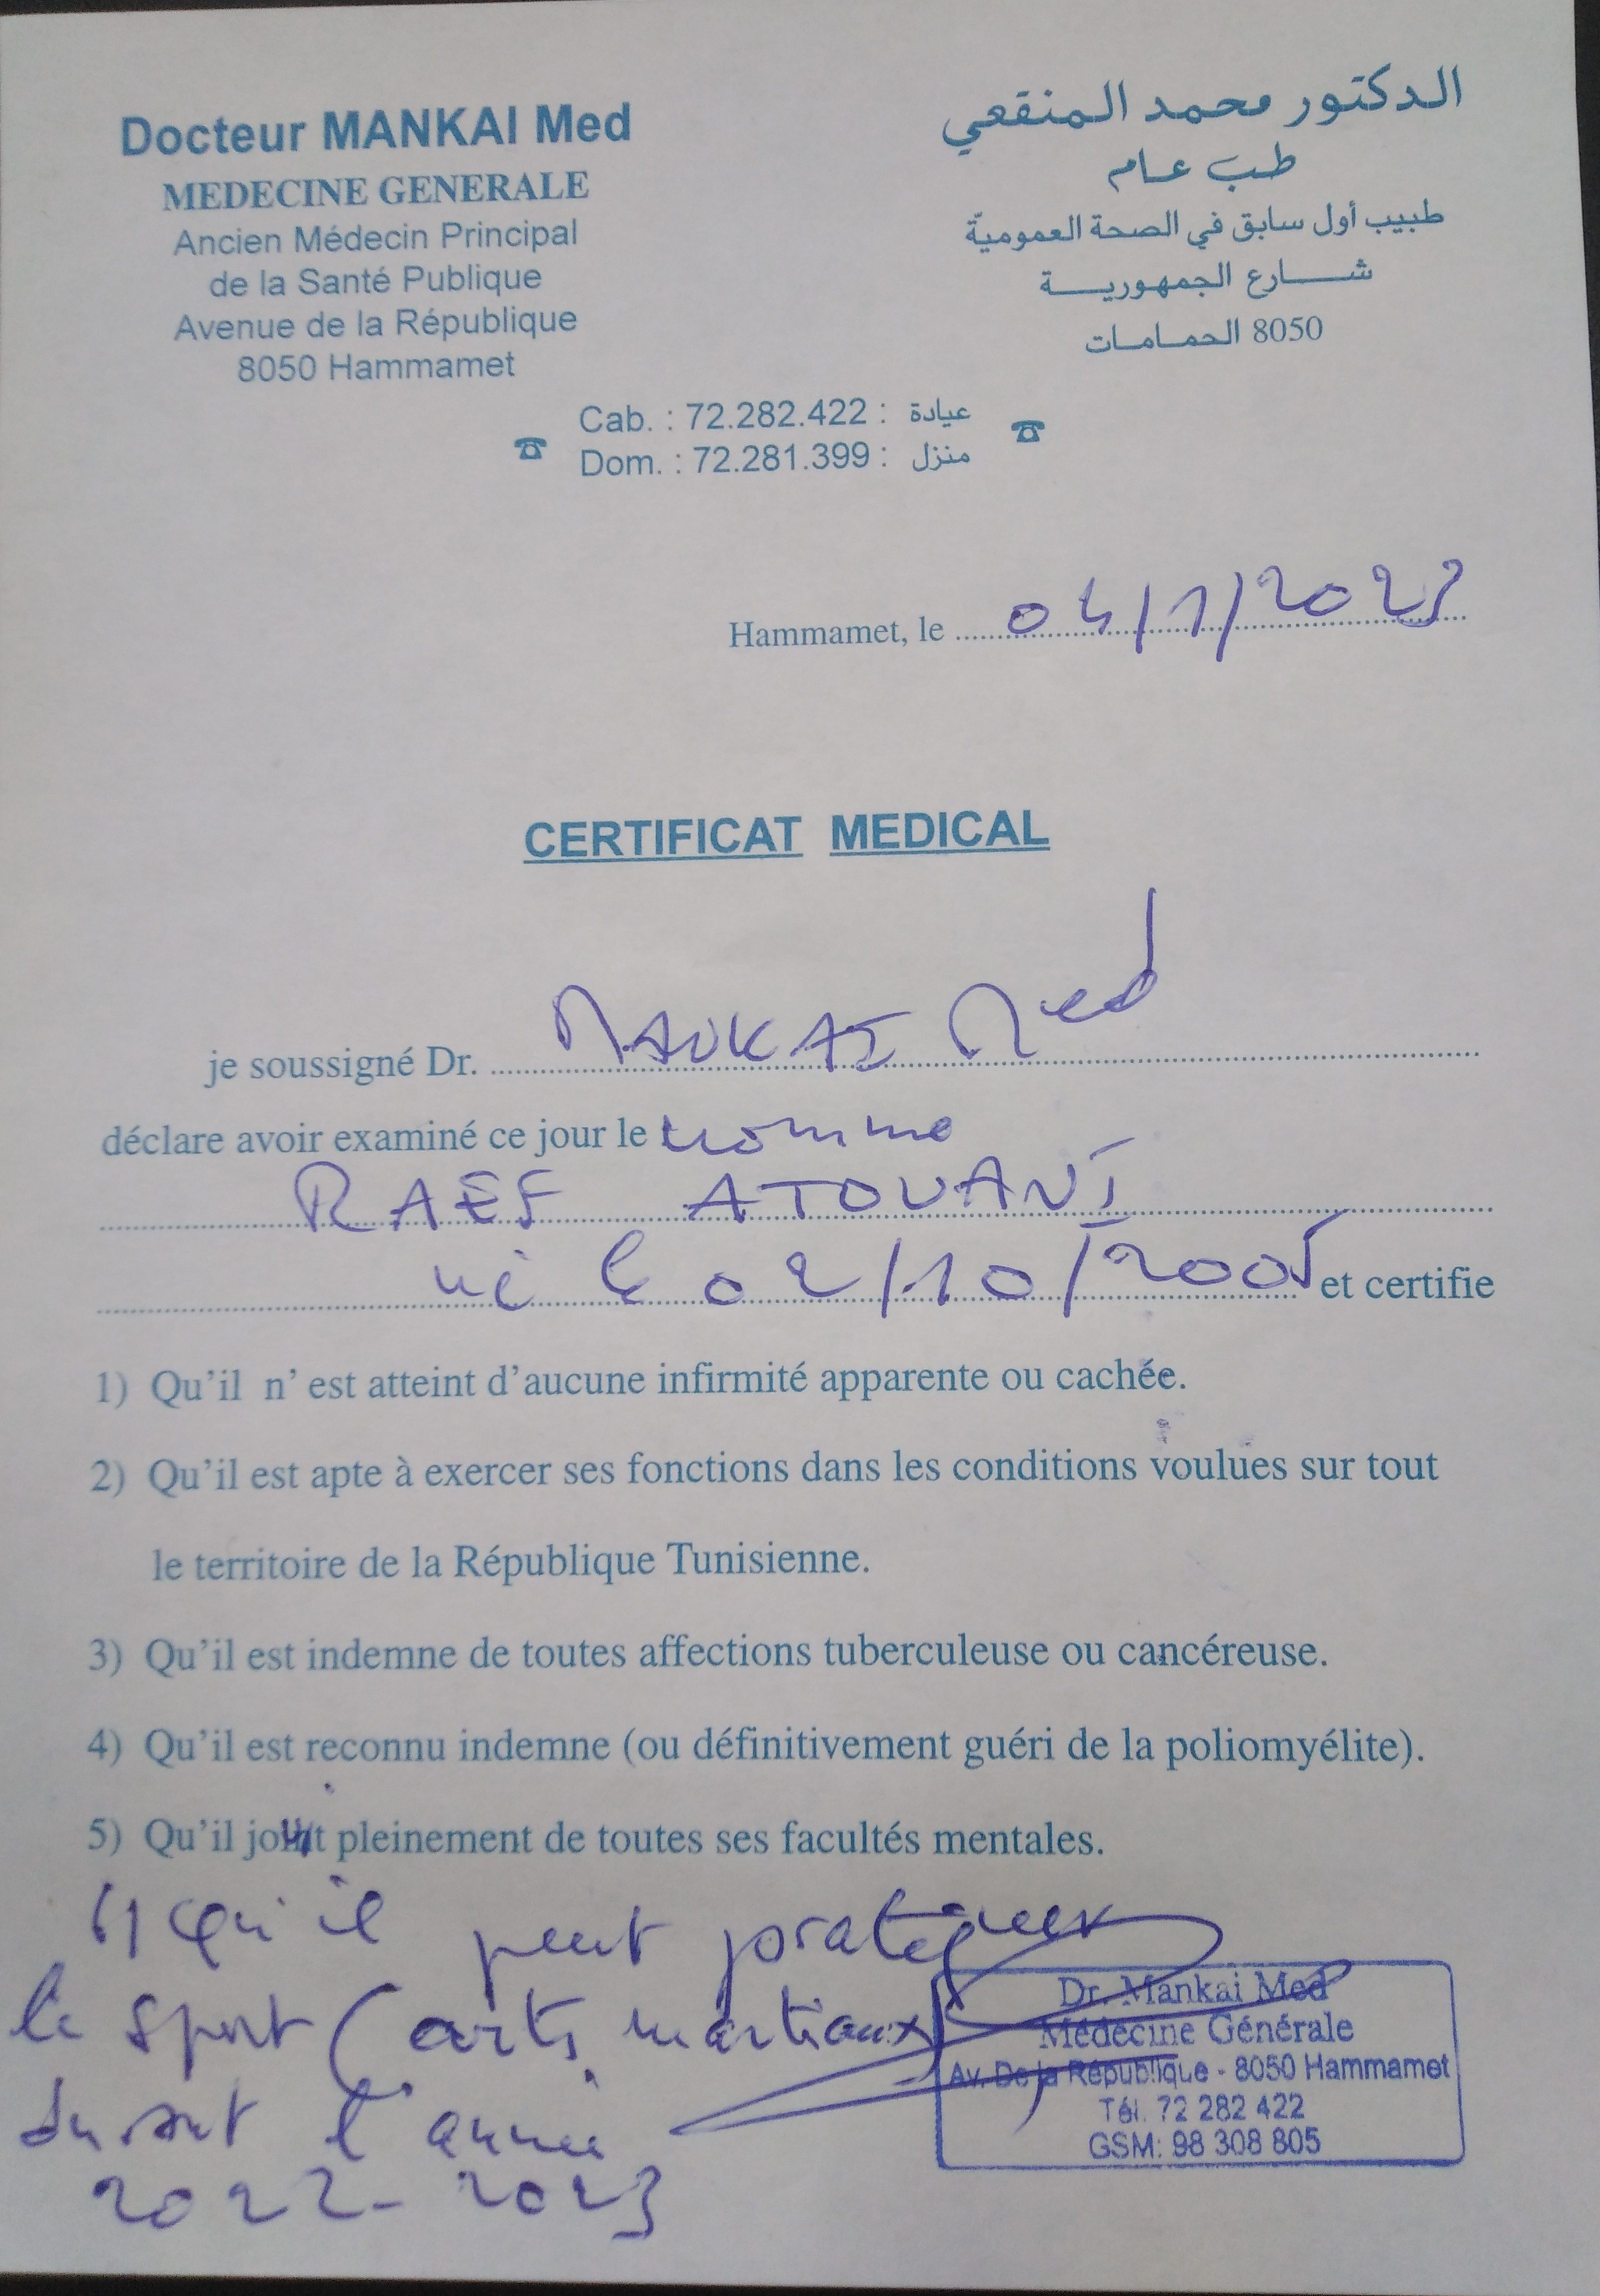 Docteur MANKAI Med
MEDECINE GENERALE
Ancien Médecin Principal
de la Santé Publique
Avenue de la République
8050 Hammamet
الدكتور محمد المنقعي
طب عام
طبيب أول سابق في الصحة العمومية
شارع الجمهورية
8050 الحمامات
Cab. : 72.282.422 : عيادة
Dom. : 72.281.399 : منزل
Hammamet, le 04/1/2023
CERTIFICAT MEDICAL
je soussigné Dr. MANKAI Med
déclare avoir examiné ce jour le nommé
RAEF ATOUANI
né le 02/10/2005 et certifie
1) Qu'il n' est atteint d'aucune infirmité apparente ou cachée.
2) Qu'il est apte à exercer ses fonctions dans les conditions voulues sur tout
le territoire de la République Tunisienne.
3) Qu'il est indemne de toutes affections tuberculeuse ou cancéreuse.
4) Qu'il est reconnu indemne (ou définitivement guéri de la poliomyélite).
5) Qu'il jouit pleinement de toutes ses facultés mentales.
6) qu'il peut pratiquer
le sport (arts martiaux)
durant l'année
2022-2023
Dr. Mankai Med
Médecine Générale
Av. De la République - 8050 Hammamet
Tél. 72 282 422
GSM: 98 308 805